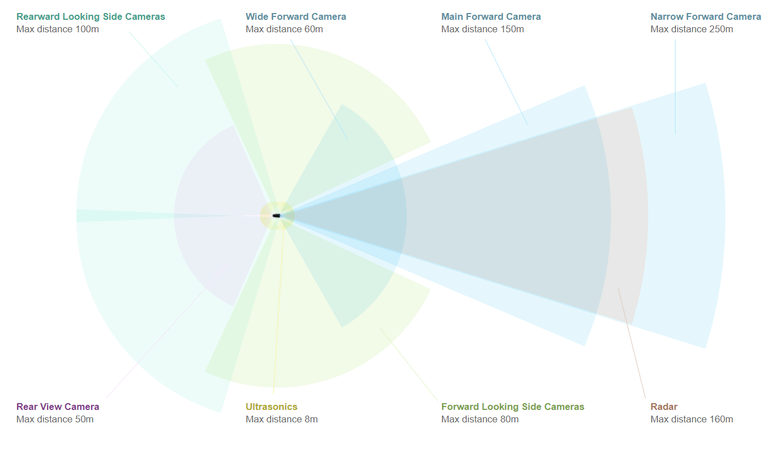 Rearward Looking Side Cameras
Max distance 100m
Wide Forward Camera
Max distance 60m
Main Forward Camera
Max distance 150m
Narrow Forward Camera
Max distance 250m
Rear View Camera
Max distance 50m
Ultrasonics
Max distance 8m
Forward Looking Side Cameras
Max distance 80m
Radar
Max distance 160m